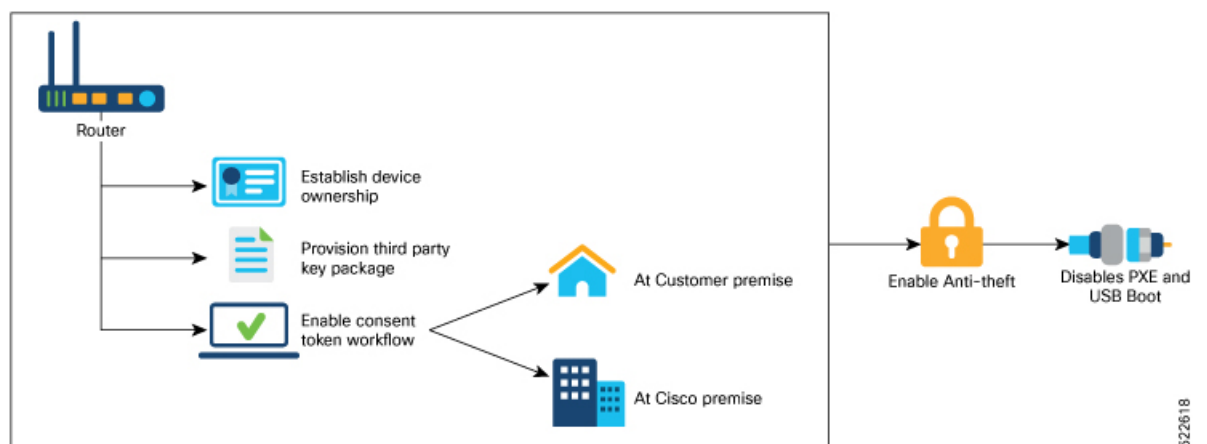 Router
Establish device
ownership
Provision third party
key package
Enable consent
token workflow
At Customer premise
At Cisco premise
Enable Anti-theft
Disables PXE and
USB Boot
522618